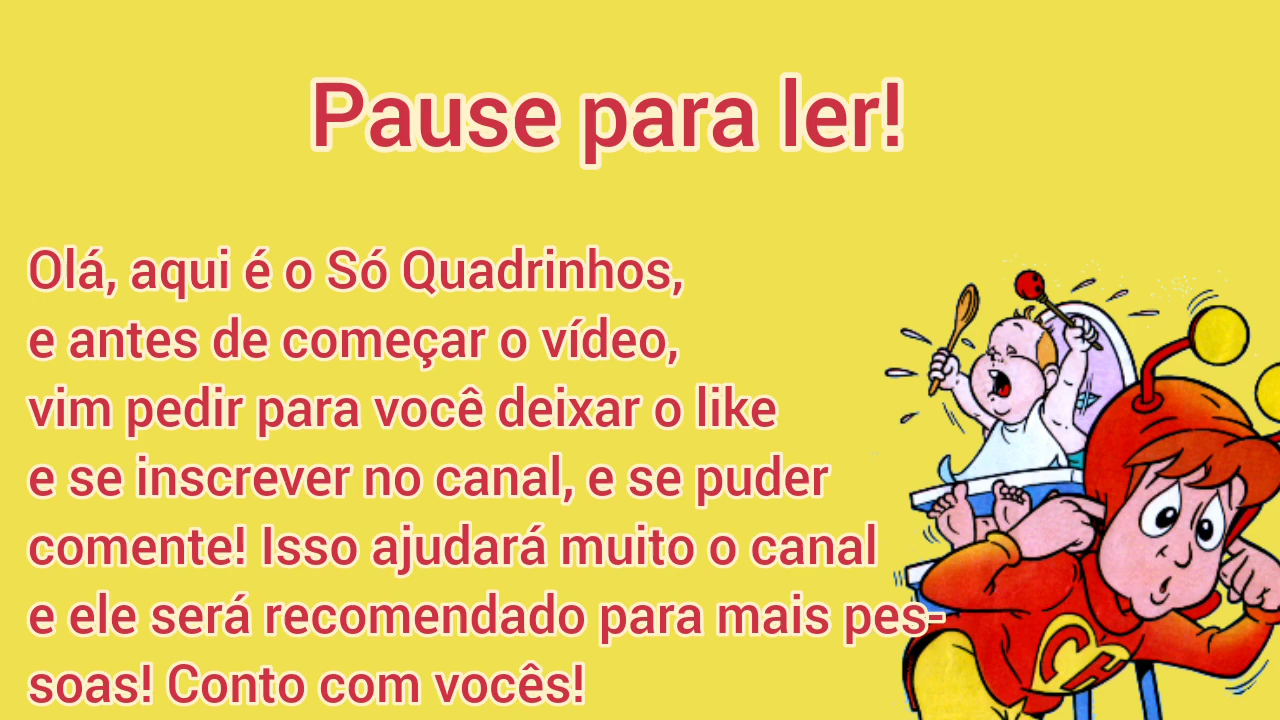 Pause para ler!
Olá, aqui é o Só Quadrinhos,
e antes de começar o vídeo,
vim pedir para você deixar o like
e se inscrever no canal, e se puder
comente! Isso ajudará muito o canal
e ele será recomendado para mais pes-
soas! Conto com vocês!
CH